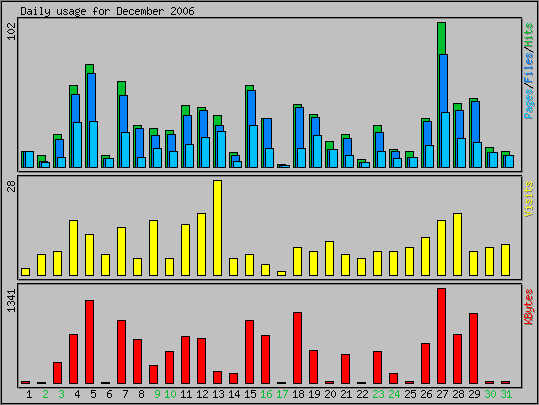 Daily usage for December 2006
102
Pages/Files/Hits
28
Visits
1341
KBytes
1 2 3 4 5 6 7 8 9 10 11 12 13 14 15 16 17 18 19 20 21 22 23 24 25 26 27 28 29 30 31